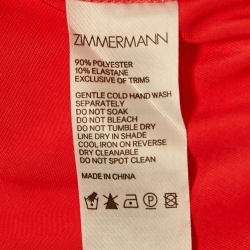 ZIMMERMANN
90% POLYESTER
10% ELASTANE
EXCLUSIVE OF TRIMS
GENTLE COLD HAND WASH
SEPARATELY
DO NOT SOAK
DO NOT BLEACH
DO NOT TUMBLE DRY
LINE DRY IN SHADE
COOL IRON ON REVERSE
DRY CLEANABLE
DO NOT SPOT CLEAN
MADE IN CHINA